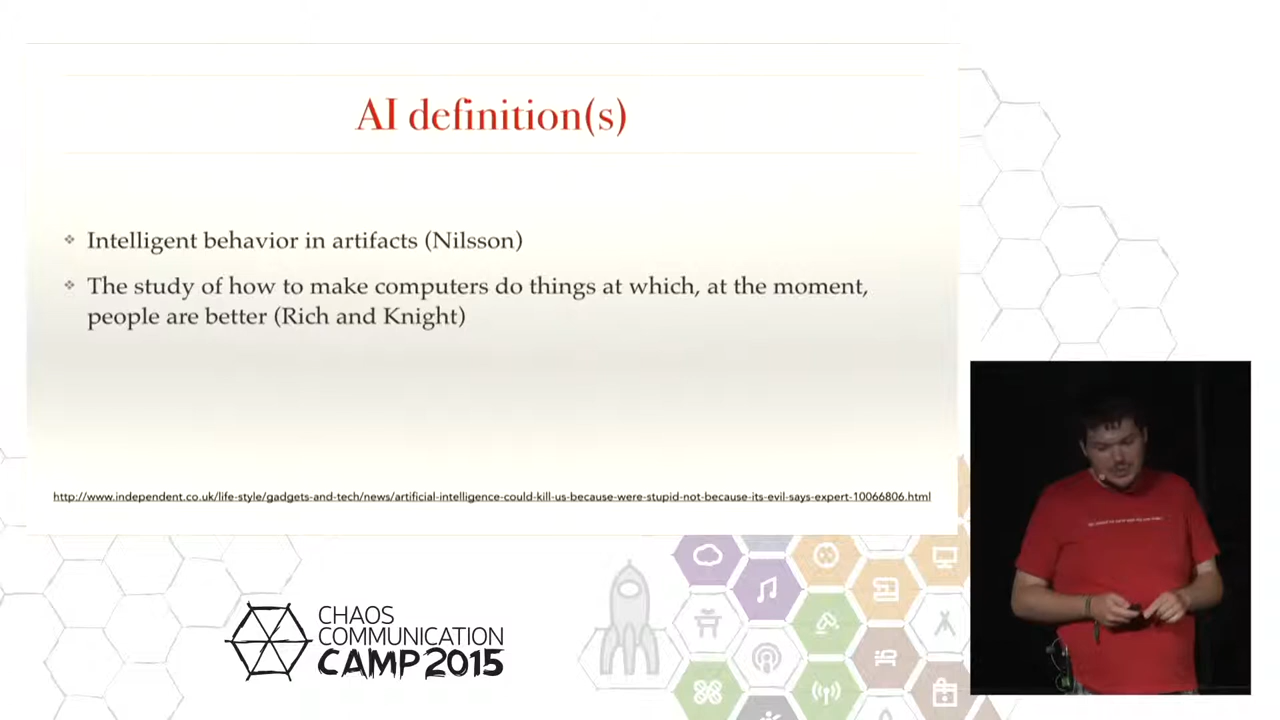 AI definition(s)
❖ Intelligent behavior in artifacts (Nilsson)
❖ The study of how to make computers do things at which, at the moment,
people are better (Rich and Knight)
http://www.independent.co.uk/life-style/gadgets-and-tech/news/artificial-intelligence-could-kill-us-because-were-stupid-not-because-its-evil-says-expert-10066806.html
CHAOS
COMMUNICATION
CAMP 2015